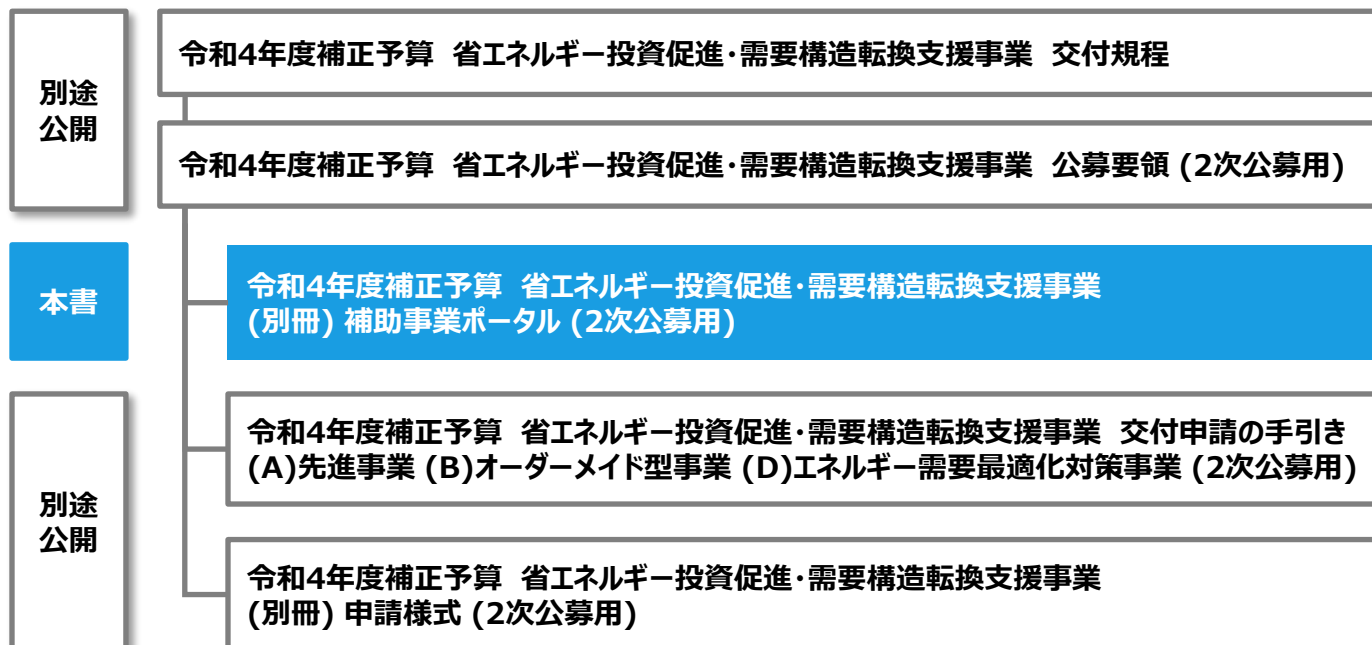 別途
公開
令和4年度補正予算 省エネルギー投資促進・需要構造転換支援事業 交付規程
令和4年度補正予算 省エネルギー投資促進・需要構造転換支援事業 公募要領 (2次公募用)
本書
令和4年度補正予算 省エネルギー投資促進・需要構造転換支援事業
(別冊) 補助事業ポータル (2次公募用)
別途
公開
令和4年度補正予算 省エネルギー投資促進・需要構造転換支援事業 交付申請の手引き
(A)先進事業 (B)オーダーメイド型事業 (D)エネルギー需要最適化対策事業 (2次公募用)
令和4年度補正予算 省エネルギー投資促進・需要構造転換支援事業
(別冊) 申請様式 (2次公募用)